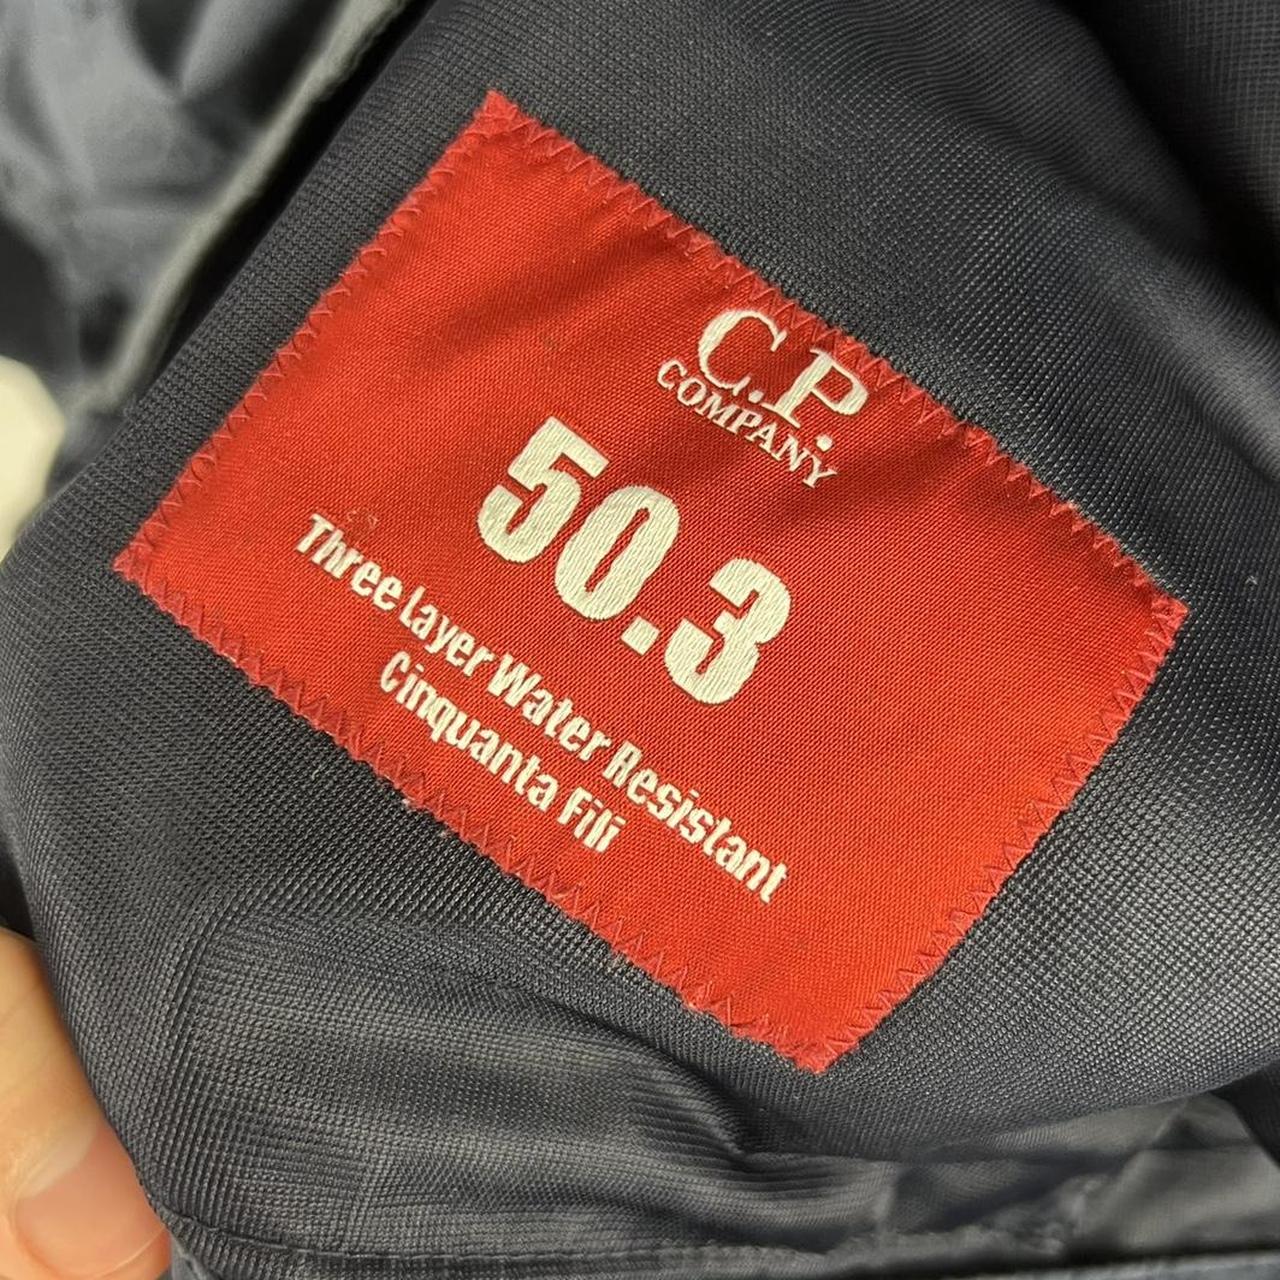 C.P.
COMPANY
50.3
Three Layer Water Resistant
Cinquanta Fili